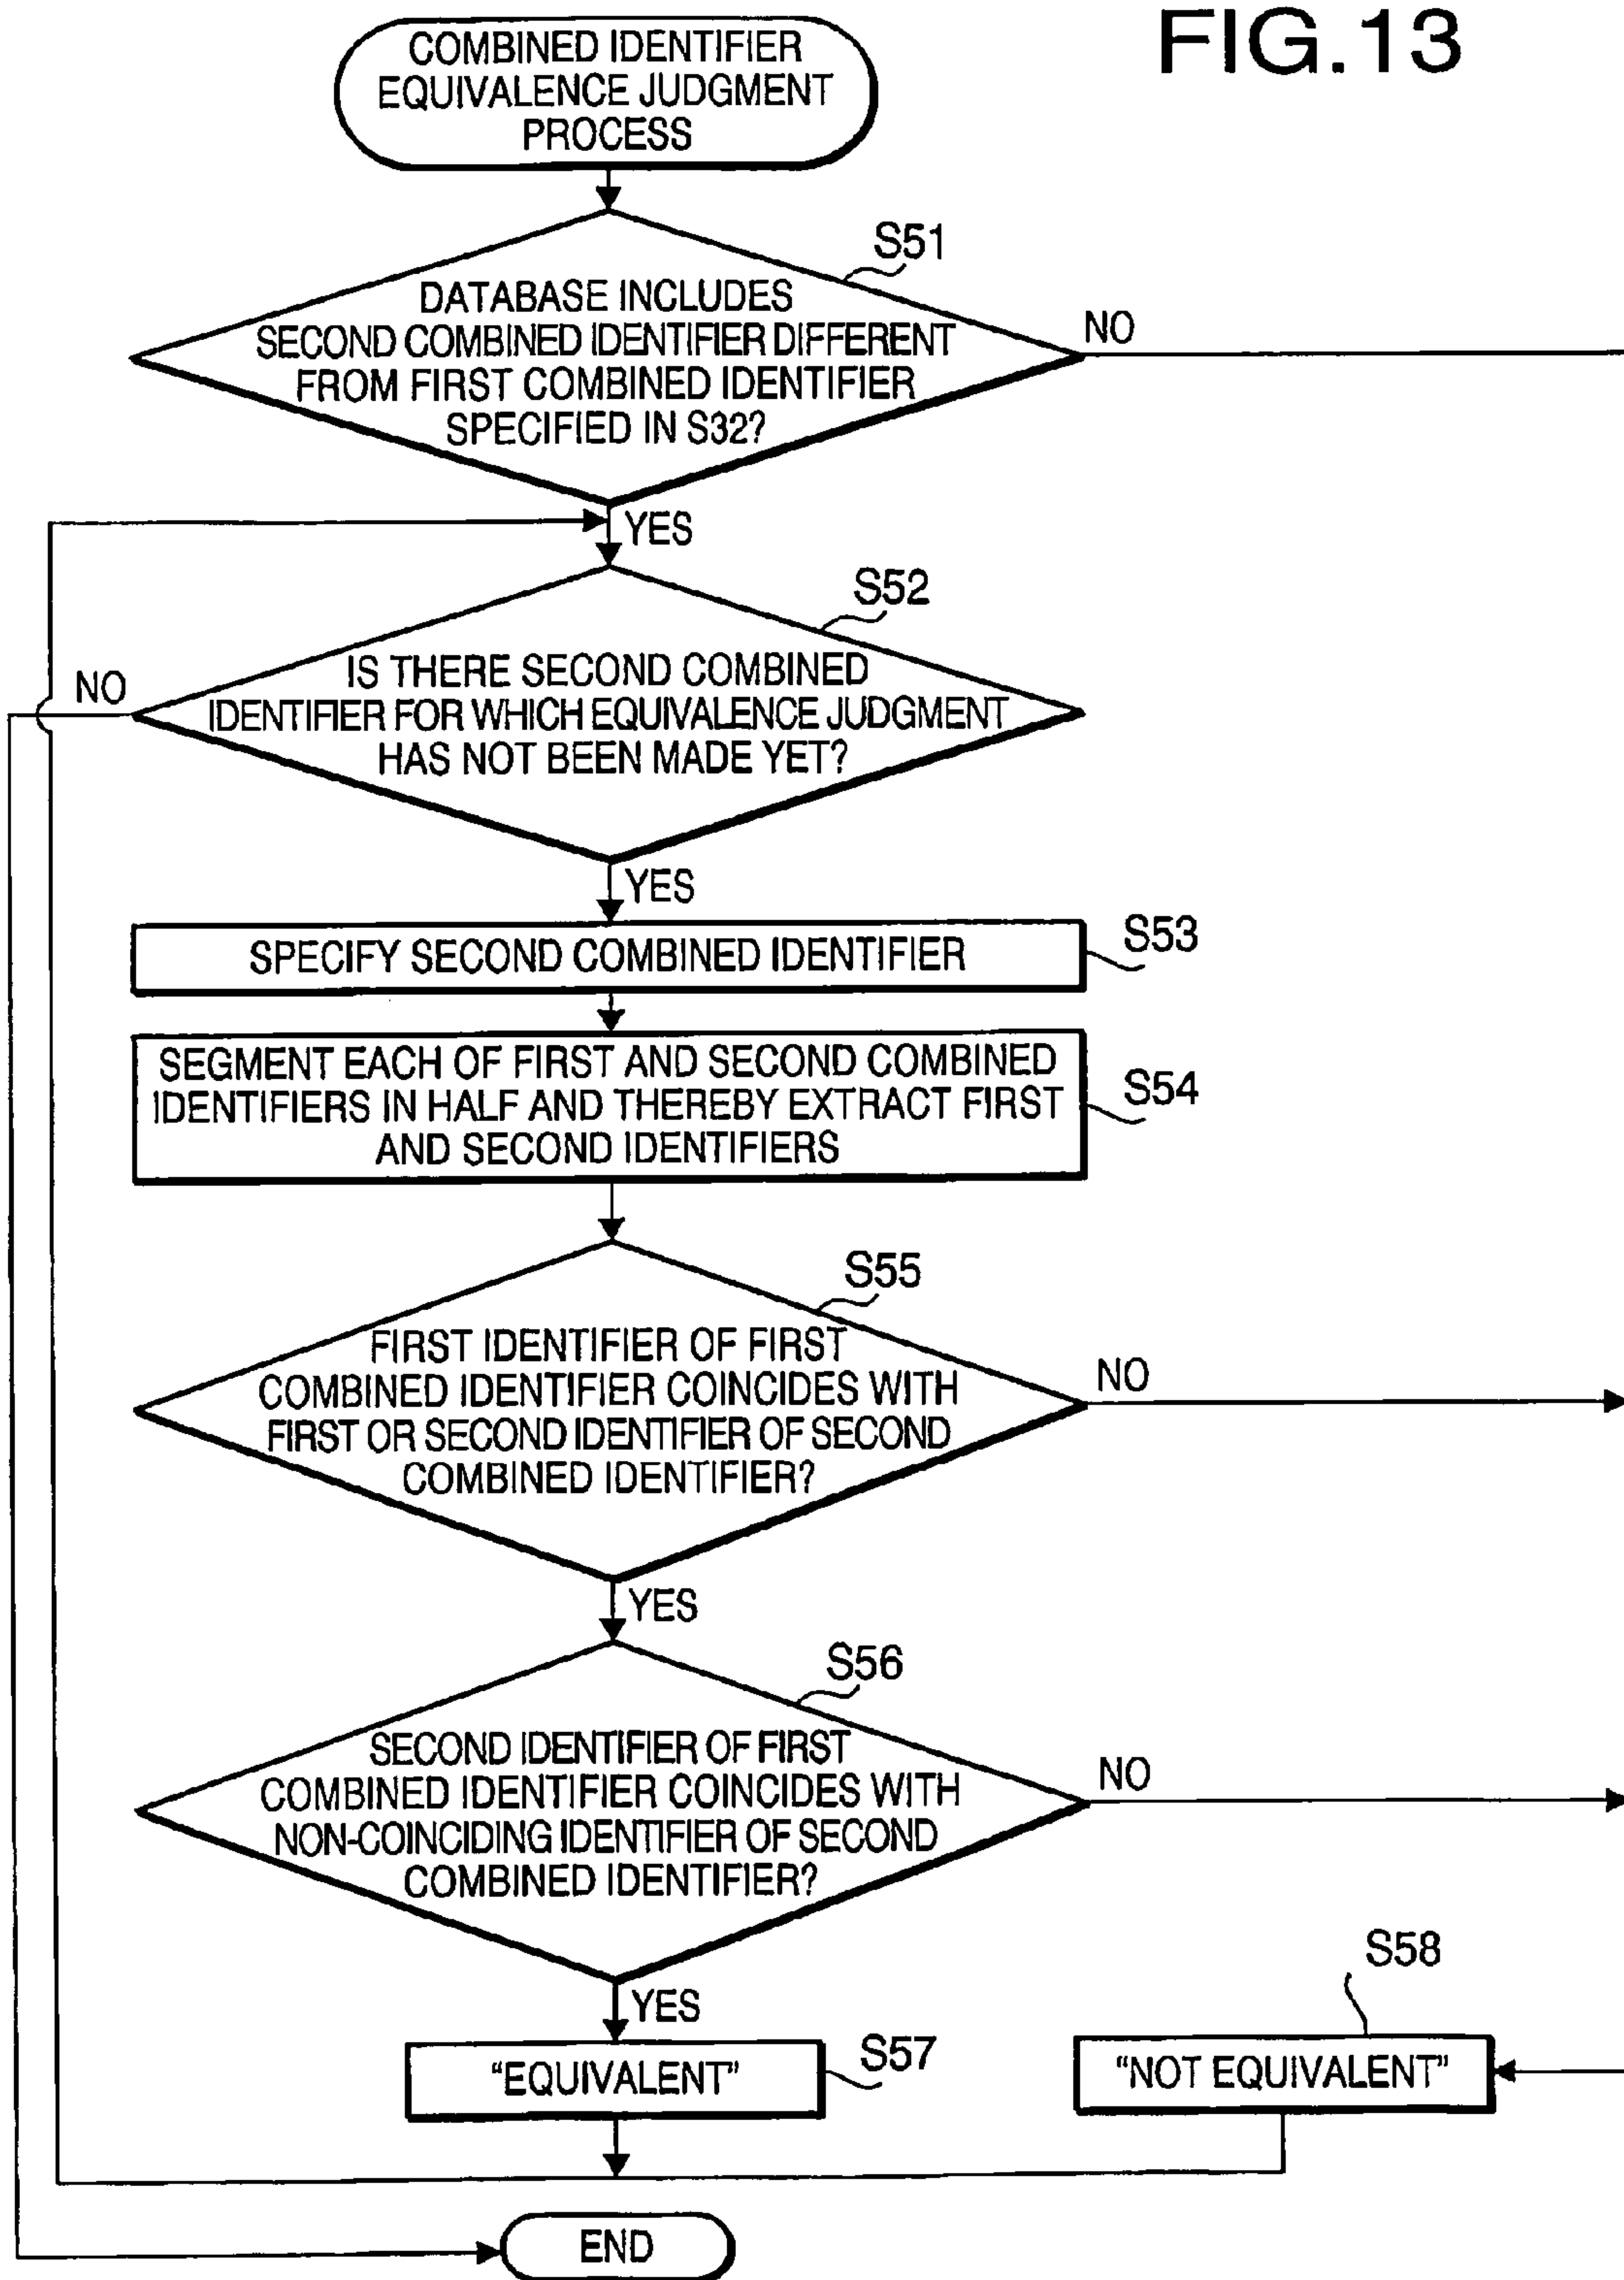 FIG.13
COMBINED IDENTIFIER
EQUIVALENCE JUDGMENT
PROCESS
S51
DATABASE INCLUDES
SECOND COMBINED IDENTIFIER DIFFERENT
FROM FIRST COMBINED IDENTIFIER
SPECIFIED IN S32?
NO
YES
S52
IS THERE SECOND COMBINED
IDENTIFIER FOR WHICH EQUIVALENCE JUDGMENT
HAS NOT BEEN MADE YET?
NO
YES
SPECIFY SECOND COMBINED IDENTIFIER
S53
SEGMENT EACH OF FIRST AND SECOND COMBINED
IDENTIFIERS IN HALF AND THEREBY EXTRACT FIRST
AND SECOND IDENTIFIERS
S54
S55
FIRST IDENTIFIER OF FIRST
COMBINED IDENTIFIER COINCIDES WITH
FIRST OR SECOND IDENTIFIER OF SECOND
COMBINED IDENTIFIER?
NO
YES
S56
SECOND IDENTIFIER OF FIRST
COMBINED IDENTIFIER COINCIDES WITH
NON-COINCIDING IDENTIFIER OF SECOND
COMBINED IDENTIFIER?
NO
YES
"EQUIVALENT"
S57
S58
"NOT EQUIVALENT"
END